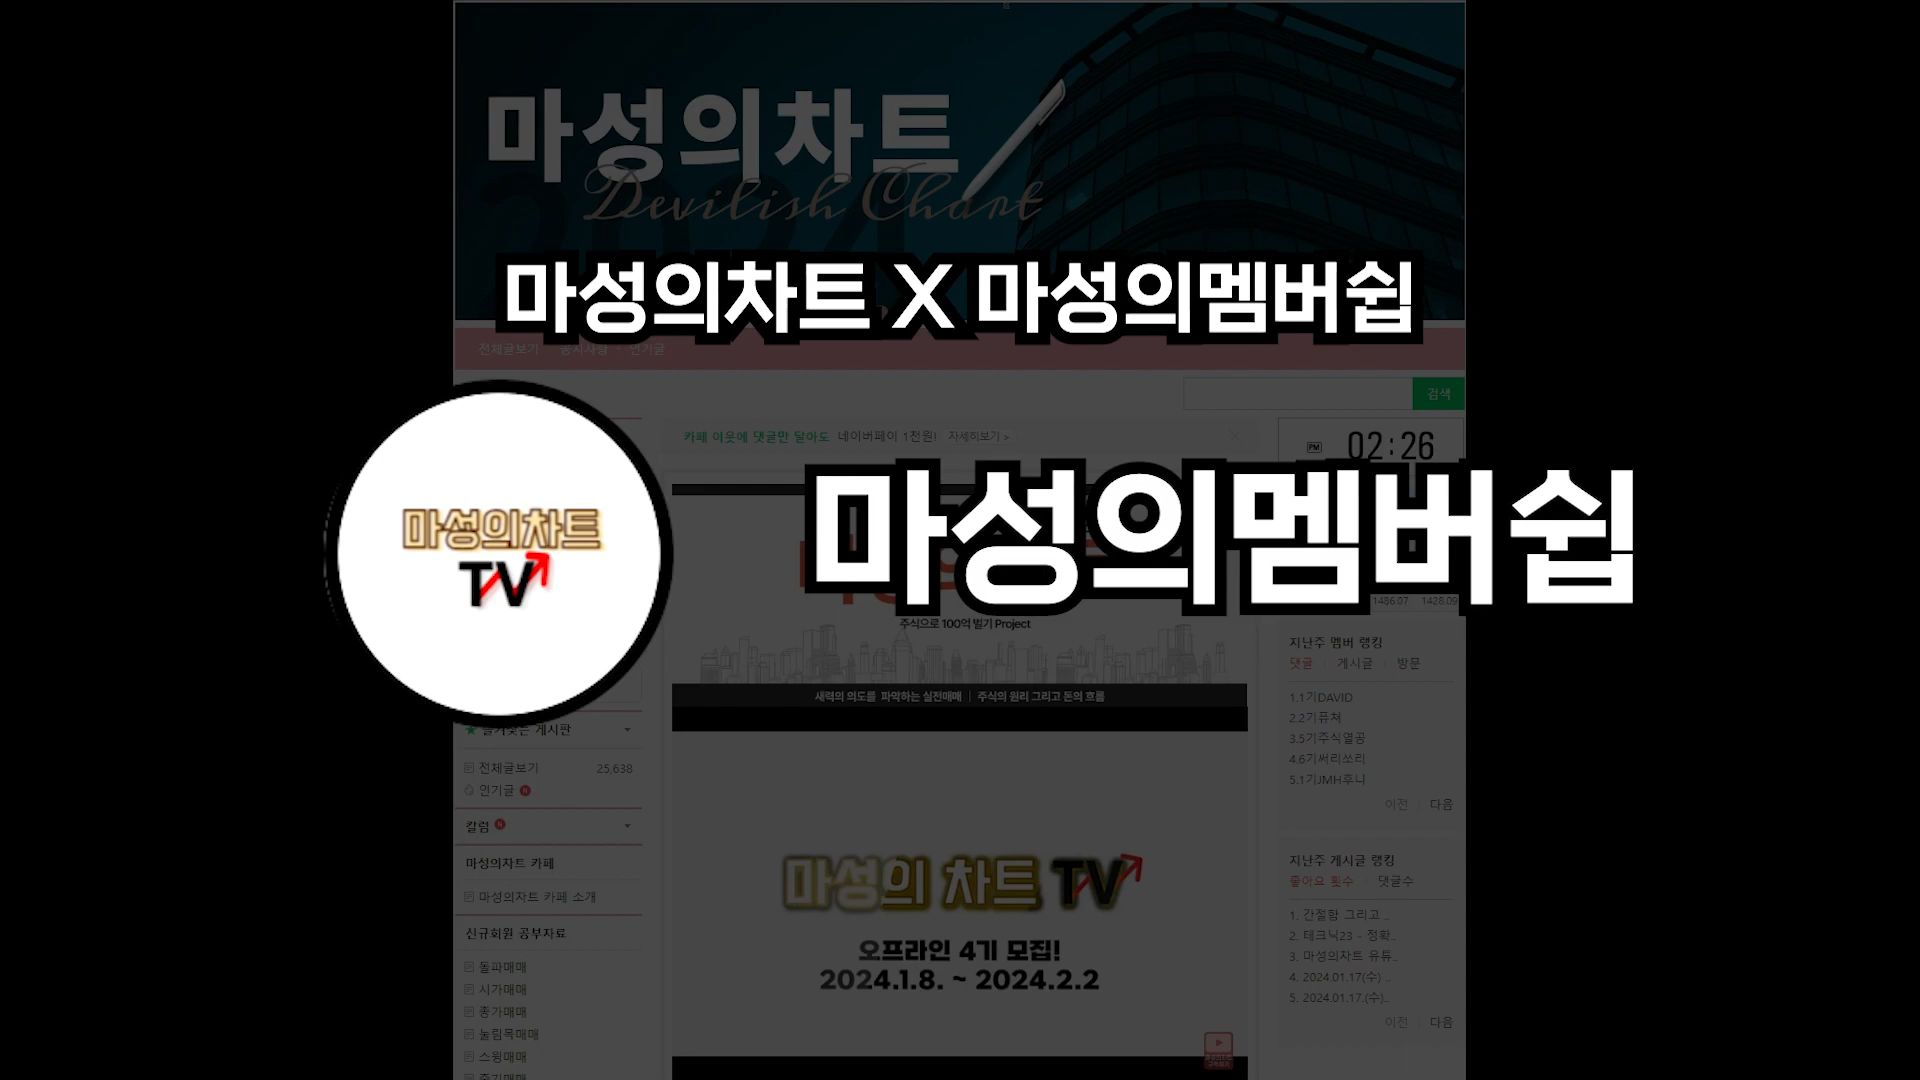 마성의차트
Devilish Chart
2024
마성의차트 X 마성의멤버쉽
전체글보기 공지사항 인기글
검색
카페 이웃에 댓글만 달아도 네이버페이 1천원! 자세히보기 >
PM 02:26
마성의차트
TV
마성의멤버쉽
1486.07 1428.09
주식으로 100억 벌기 Project
세력의 의도를 파악하는 실전매매 | 주식의 원리 그리고 돈의 흐름
지난주 멤버 랭킹
댓글 게시글 방문
1.1기DAVID
2.2기퓨쳐
3.5기주식열공
4.6기써리쏘리
5.1기JMH후니
이전 다음
즐겨찾는 게시판
전체글보기 25,638
인기글
칼럼
마성의차트 카페
마성의차트 카페 소개
신규회원 공부자료
돌파매매
시가매매
종가매매
눌림목매매
스윙매매
마성의 차트 TV
오프라인 4기 모집!
2024.1.8. ~ 2024.2.2
지난주 게시글 랭킹
좋아요 횟수 댓글수
1. 간절함 그리고 ..
2. 테크닉23 - 정확..
3. 마성의차트 유튜..
4. 2024.01.17(수) ..
5. 2024.01.17.(수)..
이전 다음